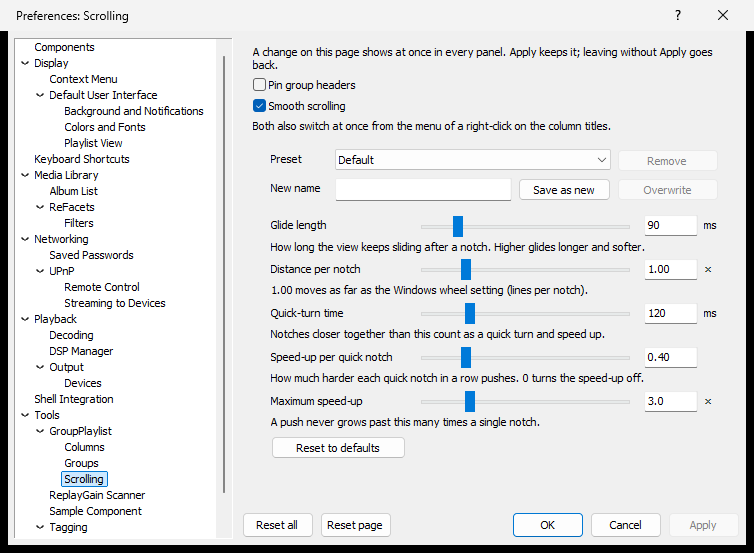 Preferences: Scrolling
?
Components
Display
Context Menu
Default User Interface
Background and Notifications
Colors and Fonts
Playlist View
Keyboard Shortcuts
Media Library
Album List
ReFacets
Filters
Networking
Saved Passwords
UPnP
Remote Control
Streaming to Devices
Playback
Decoding
DSP Manager
Output
Devices
Shell Integration
Tools
GroupPlaylist
Columns
Groups
Scrolling
ReplayGain Scanner
Sample Component
Tagging
A change on this page shows at once in every panel. Apply keeps it; leaving without Apply goes
back.
Pin group headers
Smooth scrolling
Both also switch at once from the menu of a right-click on the column titles.
Preset Default Remove
New name Save as new Overwrite
Glide length 90 ms
How long the view keeps sliding after a notch. Higher glides longer and softer.
Distance per notch 1.00 ×
1.00 moves as far as the Windows wheel setting (lines per notch).
Quick-turn time 120 ms
Notches closer together than this count as a quick turn and speed up.
Speed-up per quick notch 0.40
How much harder each quick notch in a row pushes. 0 turns the speed-up off.
Maximum speed-up 3.0 ×
A push never grows past this many times a single notch.
Reset to defaults
Reset all Reset page OK Cancel Apply